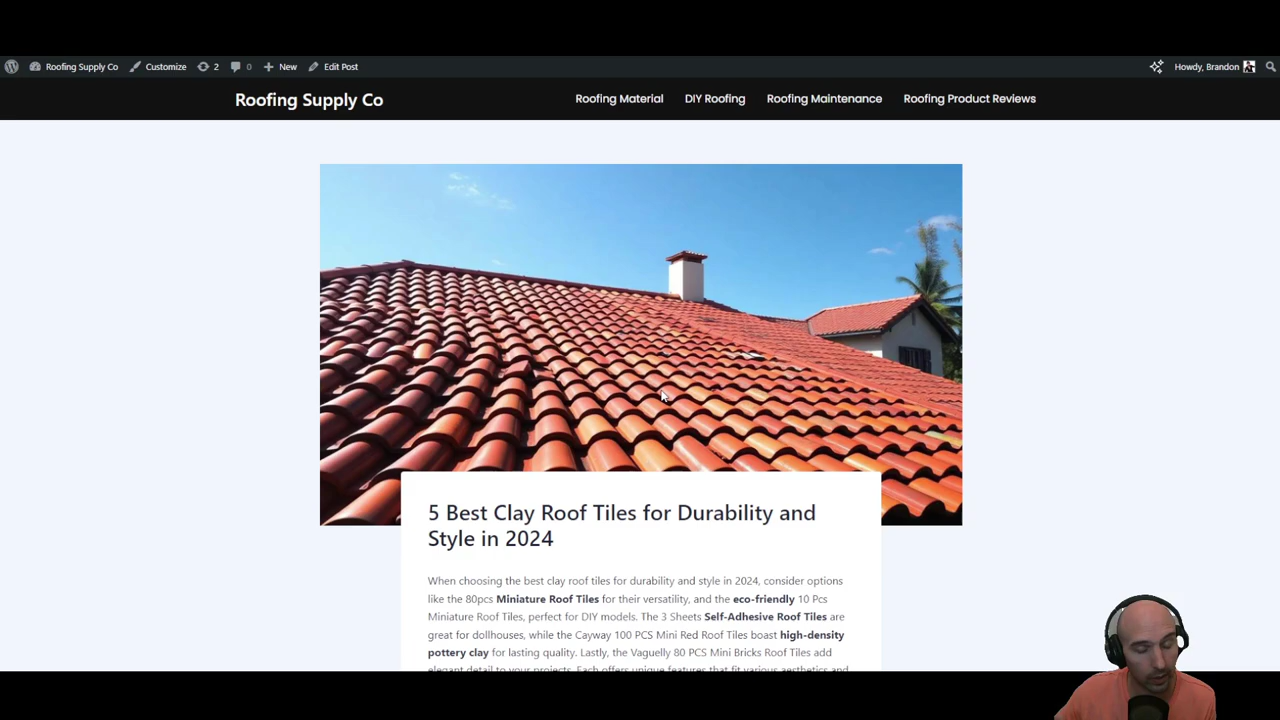 Roofing Supply Co
Customize
2
0
New
Edit Post
Howdy, Brandon
Roofing Supply Co
Roofing Material
DIY Roofing
Roofing Maintenance
Roofing Product Reviews
5 Best Clay Roof Tiles for Durability and
Style in 2024
When choosing the best clay roof tiles for durability and style in 2024, consider options
like the 80pcs Miniature Roof Tiles for their versatility, and the eco-friendly 10 Pcs
Miniature Roof Tiles, perfect for DIY models. The 3 Sheets Self-Adhesive Roof Tiles are
great for dollhouses, while the Cayway 100 PCS Mini Red Roof Tiles boast high-density
pottery clay for lasting quality. Lastly, the Vaguelly 80 PCS Mini Bricks Roof Tiles add
elegant detail to your projects. Each offers unique features that fit various aesthetics and